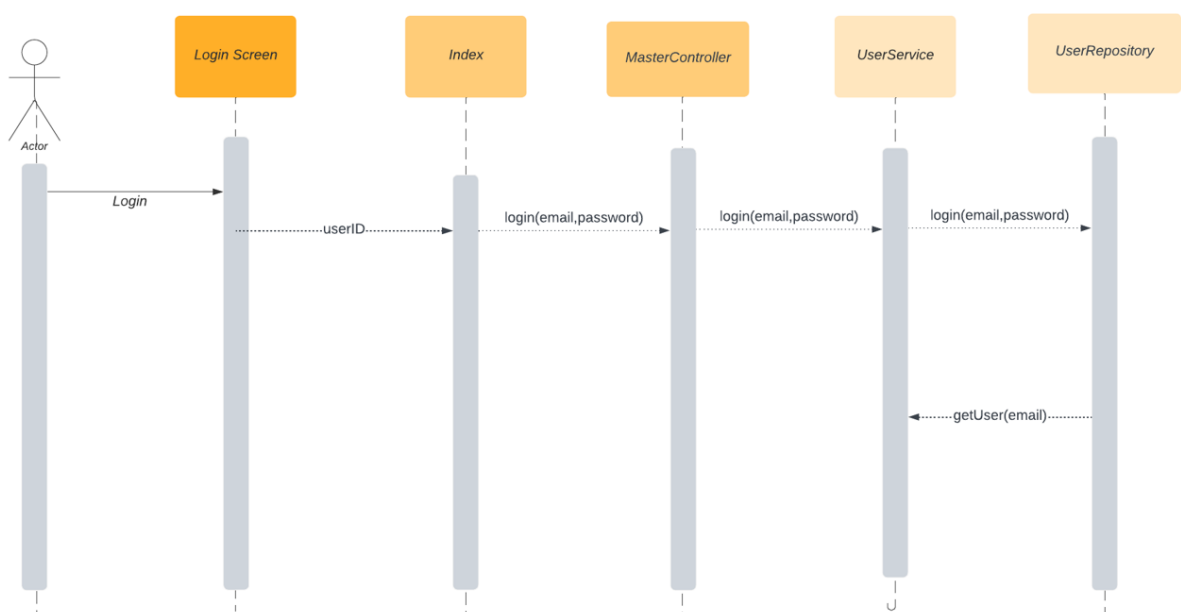 Login Screen
Index
MasterController
UserService
UserRepository
Actor
Login
userID
login(email,password)
login(email,password)
login(email,password)
getUser(email)